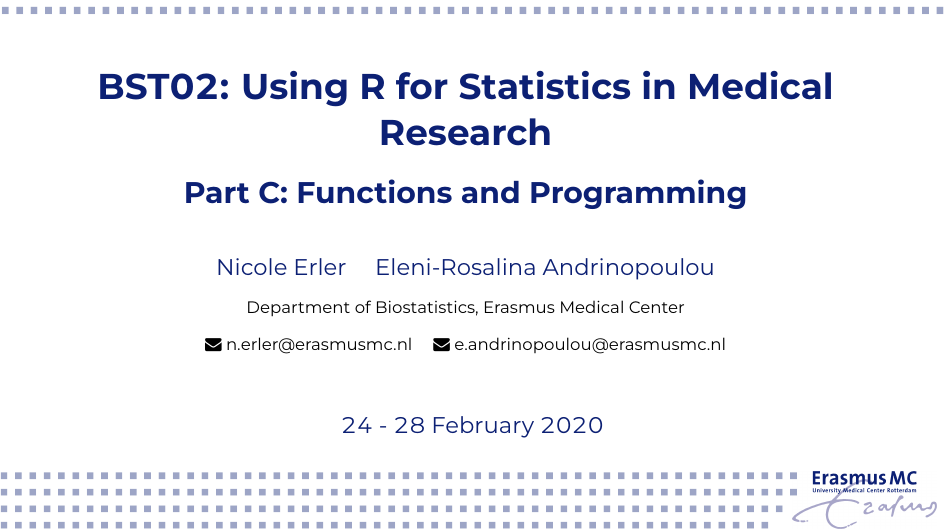 BST02: Using R for Statistics in Medical
Research
Part C: Functions and Programming
Nicole Erler Eleni-Rosalina Andrinopoulou
Department of Biostatistics, Erasmus Medical Center
n.erler@erasmusmc.nl e.andrinopoulou@erasmusmc.nl
24 - 28 February 2020
Erasmus MC
University Medical Center Rotterdam
Erasmus